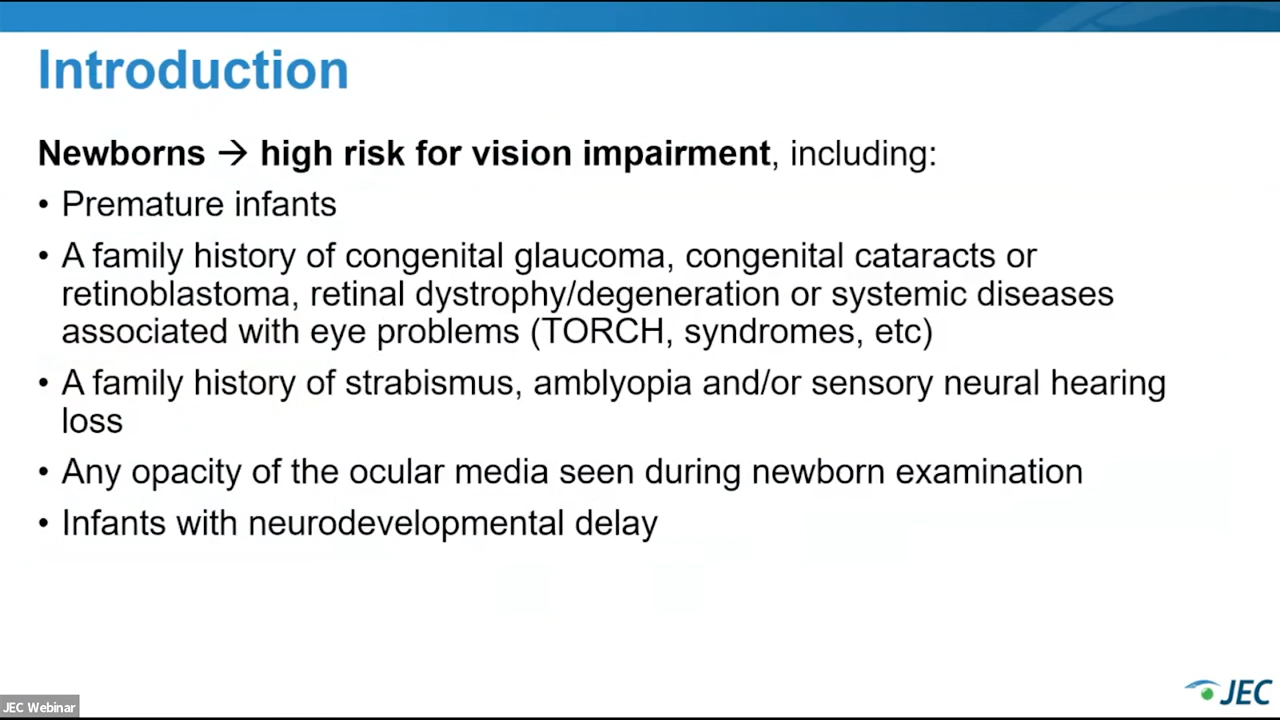 Introduction
Newborns → high risk for vision impairment, including:
• Premature infants
• A family history of congenital glaucoma, congenital cataracts or
retinoblastoma, retinal dystrophy/degeneration or systemic diseases
associated with eye problems (TORCH, syndromes, etc)
• A family history of strabismus, amblyopia and/or sensory neural hearing
loss
• Any opacity of the ocular media seen during newborn examination
• Infants with neurodevelopmental delay
JEC Webinar
JEC